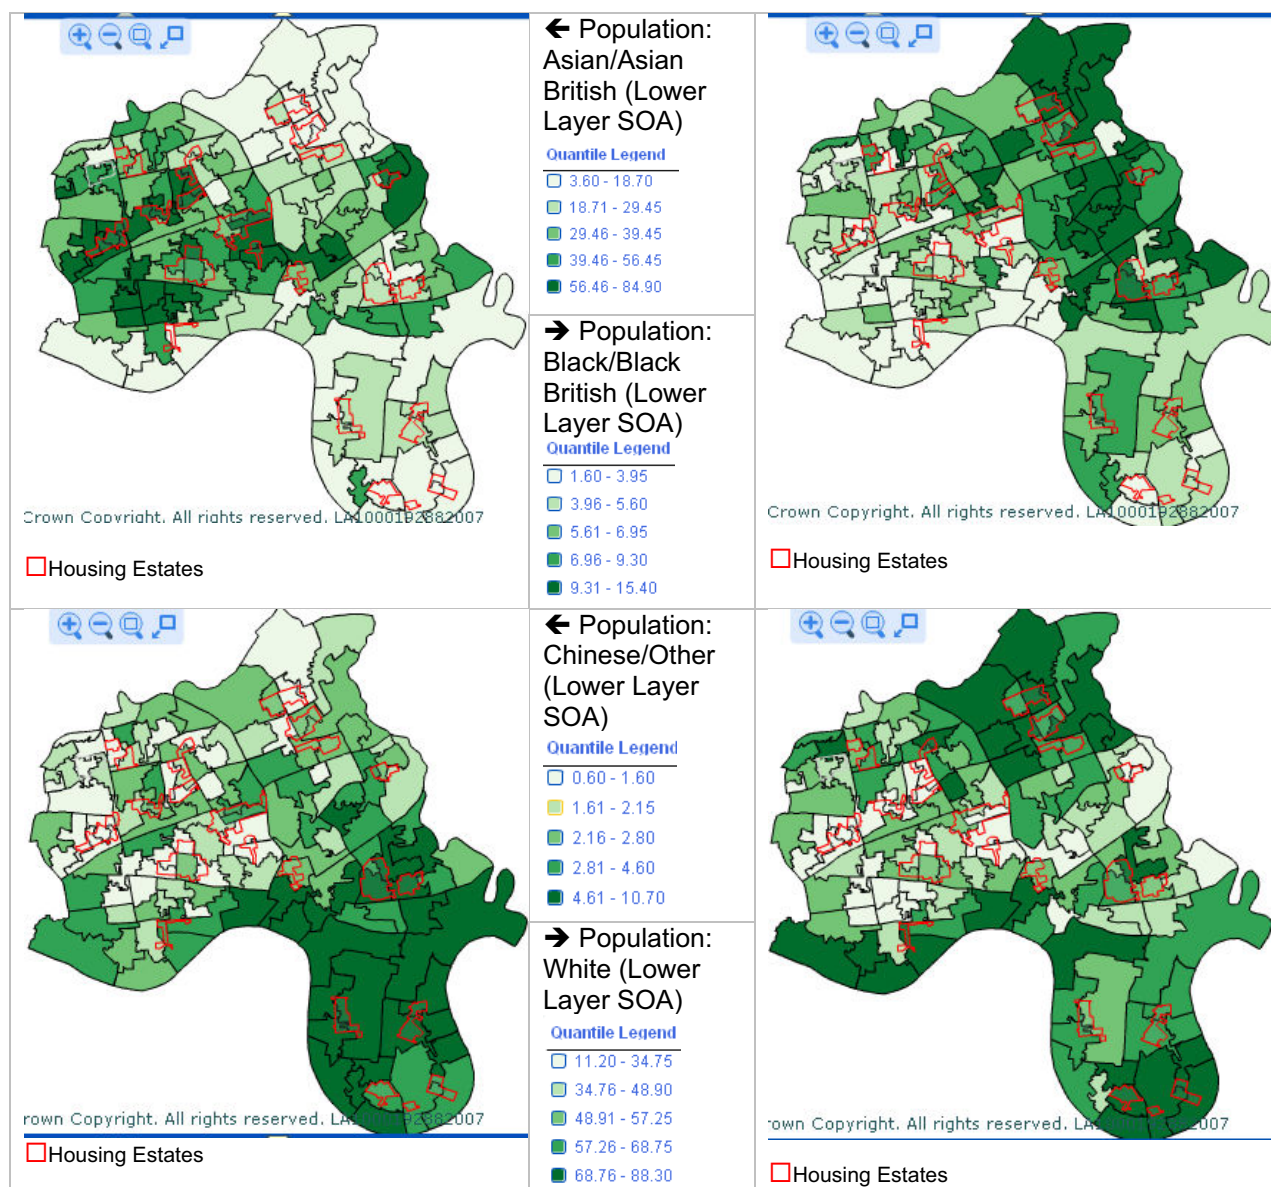 ← Population:
Asian/Asian
British (Lower
Layer SOA)
Quantile Legend
3.60 - 18.70
18.71 - 29.45
29.46 - 39.45
39.46 - 56.45
56.46 - 84.90
→ Population:
Black/Black
British (Lower
Layer SOA)
Quantile Legend
1.60 - 3.95
3.96 - 5.60
5.61 - 6.95
6.96 - 9.30
9.31 - 15.40
Crown Copyright. All rights reserved. LA1000192882007
Housing Estates
Crown Copyright. All rights reserved. LA1000192882007
Housing Estates
← Population:
Chinese/Other
(Lower Layer
SOA)
Quantile Legend
0.60 - 1.60
1.61 - 2.15
2.16 - 2.80
2.81 - 4.60
4.61 - 10.70
→ Population:
White (Lower
Layer SOA)
Quantile Legend
11.20 - 34.75
34.76 - 48.90
48.91 - 57.25
57.26 - 68.75
68.76 - 88.30
rown Copyright. All rights reserved.
Housing Estates
rown Copyright. All rights reserved.
Housing Estates